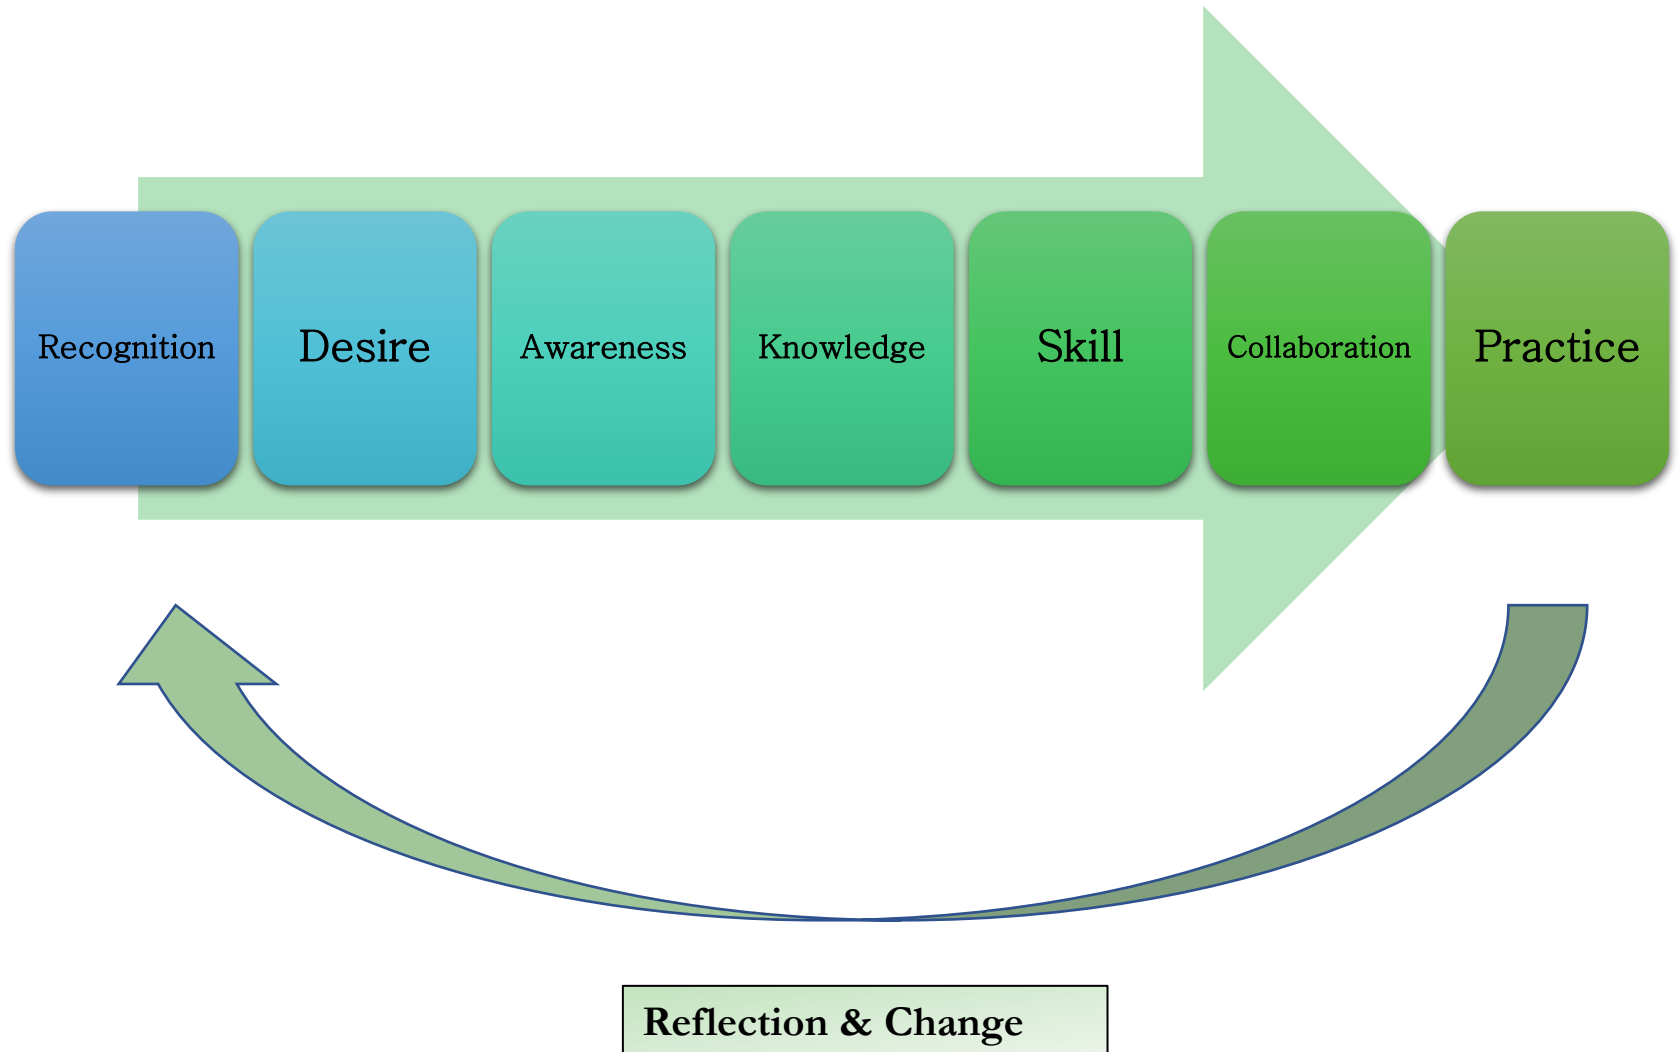 Recognition
Desire
Awareness
Knowledge
Skill
Collaboration
Practice
Reflection & Change